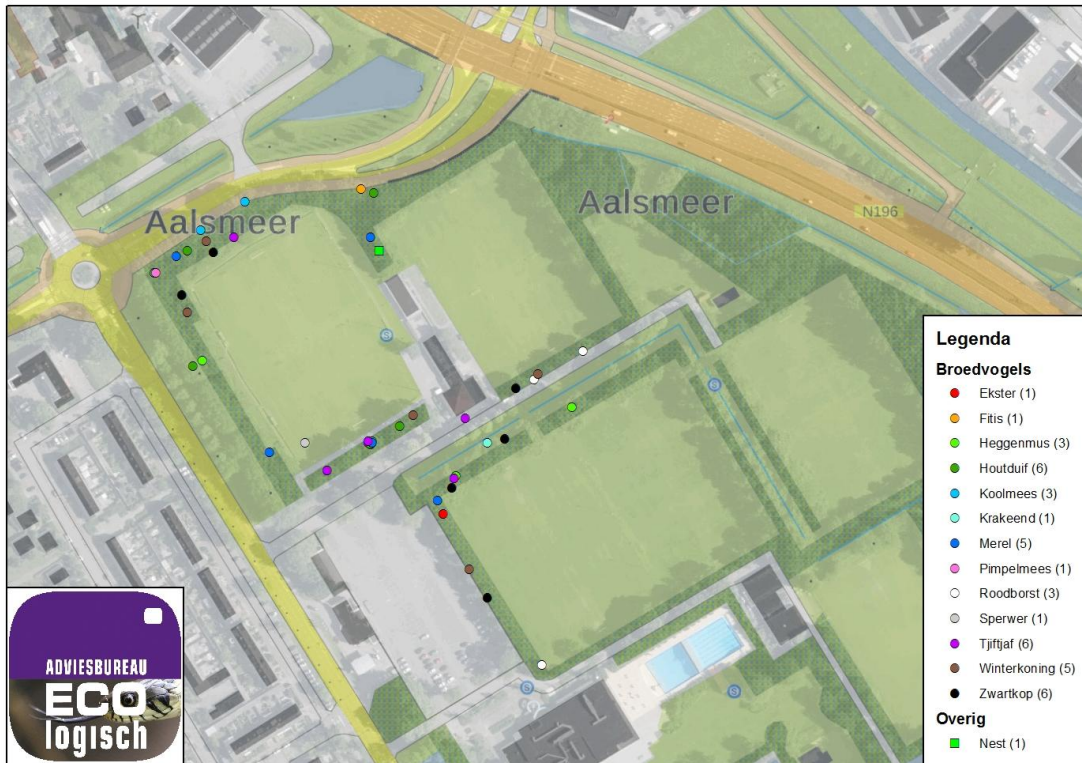 Aalsmeer
Aalsmeer
N196
S
S
S
S
Legenda
Broedvogels
Ekster (1)
Fitis (1)
Heggenmus (3)
Houtduif (6)
Koolmees (3)
Krakeend (1)
Merel (5)
Pimpelmees (1)
Roodborst (3)
Sperwer (1)
Tjiftjaf (6)
Winterkoning (5)
Zwartkop (6)
Overig
Nest (1)
ADVIESBUREAU
ECO
logisch